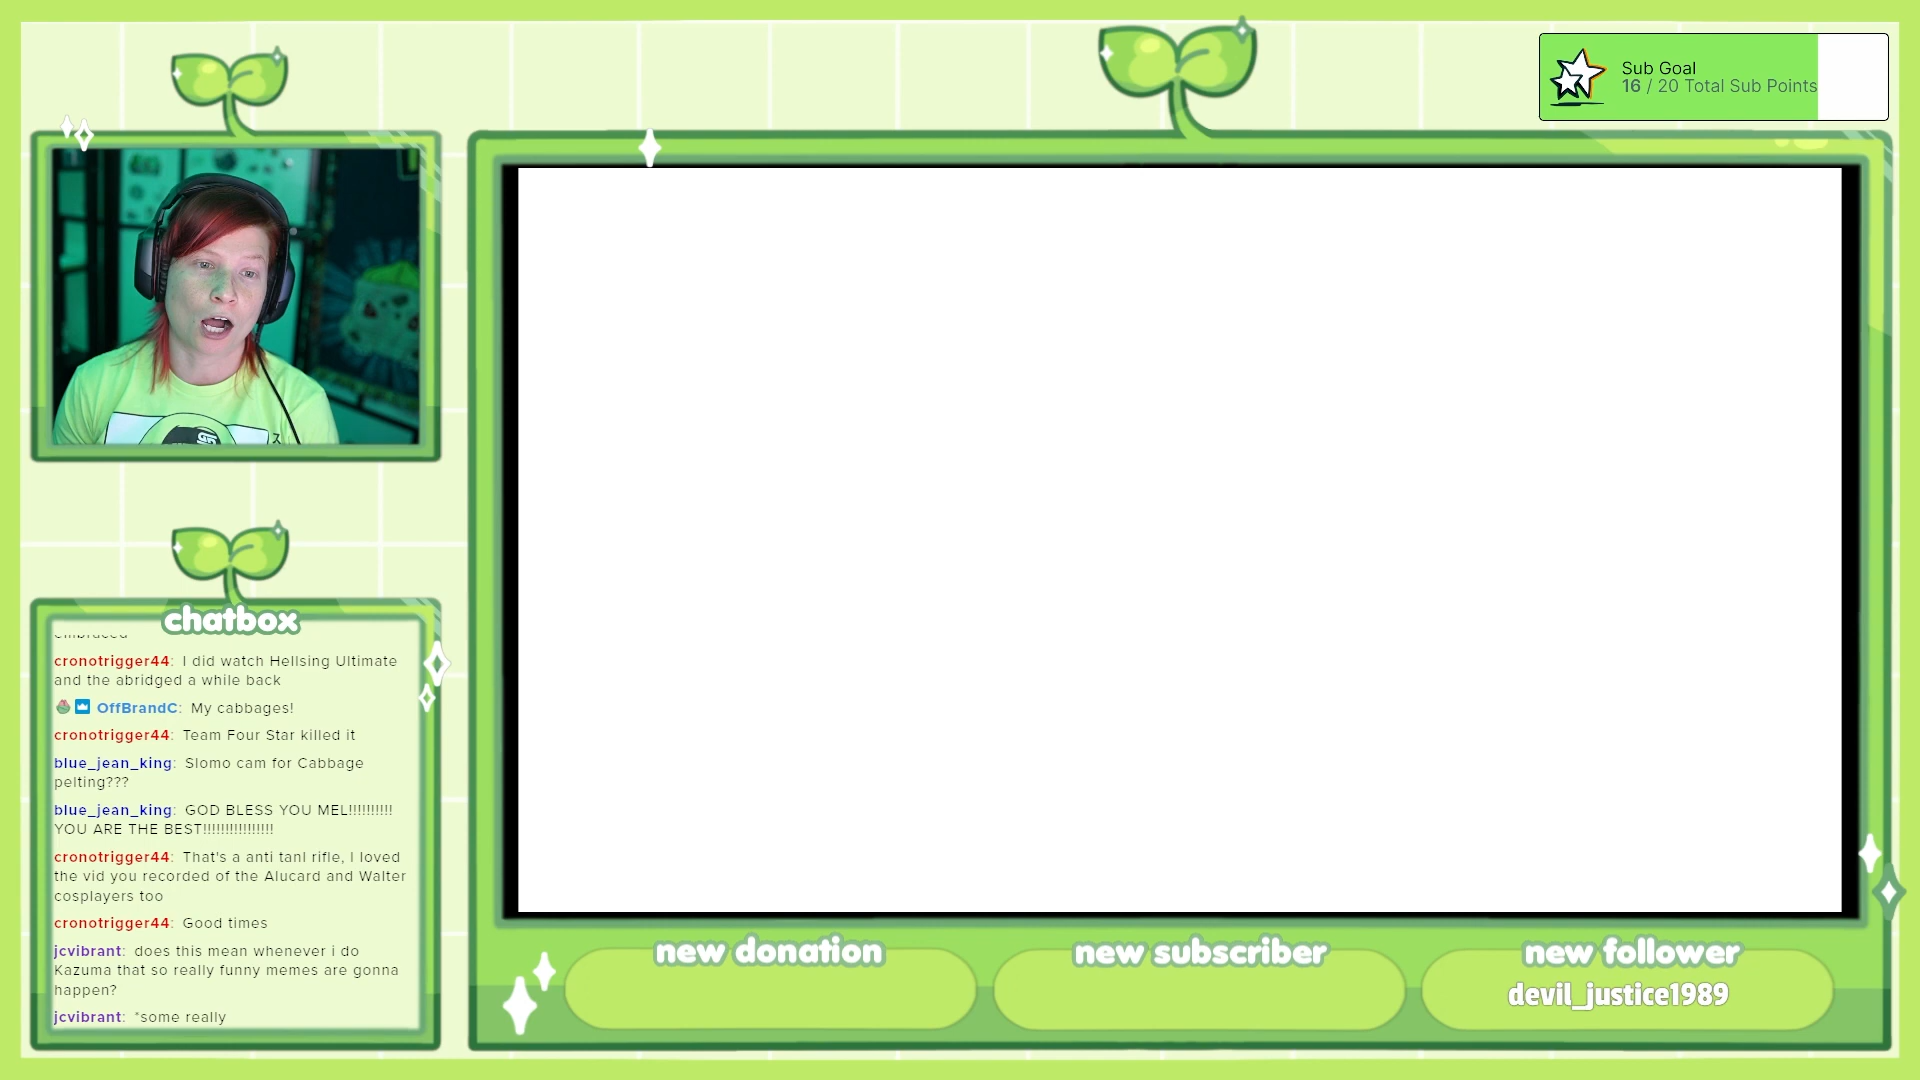 Sub Goal
16 / 20 Total Sub Points
chatbox
cronotrigger44: I did watch Hellsing Ultimate
and the abridged a while back
OffBrandC: My cabbages!
cronotrigger44: Team Four Star killed it
blue_jean_king: Slomo cam for Cabbage
pelting???
blue_jean_king: GOD BLESS YOU MEL!!!!!!!!!!
YOU ARE THE BEST!!!!!!!!!!!!!!!!
cronotrigger44: That's a anti tanl rifle, I loved
the vid you recorded of the Alucard and Walter
cosplayers too
cronotrigger44: Good times
jcvibrant: does this mean whenever i do
Kazuma that so really funny memes are gonna
happen?
jcvibrant: *some really
new donation
new subscriber
new follower
devil_justice1989